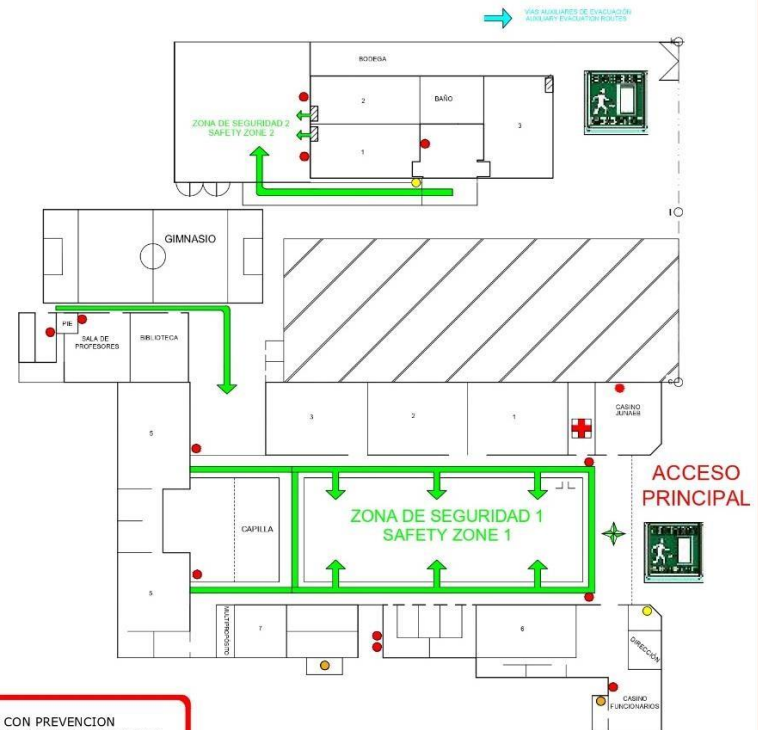 VIAS AUXILIARES DE EVACUACIÓN
AUXILIARY EVACUATION ROUTES
BODEGA
2
BAÑO
3
ZONA DE SEGURIDAD 2
SAFETY ZONE 2
1
GIMNASIO
PIE
SALA DE
PROFESORES
BIBLIOTECA
CASINO
JUNAEB
3
2
1
5
ACCESO
PRINCIPAL
ZONA DE SEGURIDAD 1
SAFETY ZONE 1
CAPILLA
5
MULTIPROPOSITO
7
6
DIRECCIÓN
CASINO
FUNCIONARIOS
CON PREVENCION